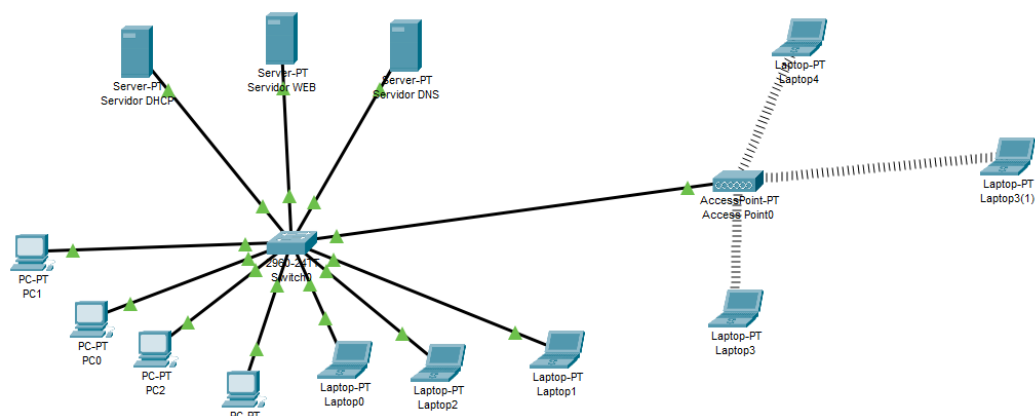 Server-PT
Servidor DHCP
Server-PT
Servidor WEB
Server-PT
Servidor DNS
Laptop-PT
Laptop4
Laptop-PT
Laptop3(1)
AccessPoint-PT
Access Point0
2960-24TT
Switch0
PC-PT
PC1
PC-PT
PC0
PC-PT
PC2
PC-PT
Laptop-PT
Laptop0
Laptop-PT
Laptop2
Laptop-PT
Laptop1
Laptop-PT
Laptop3